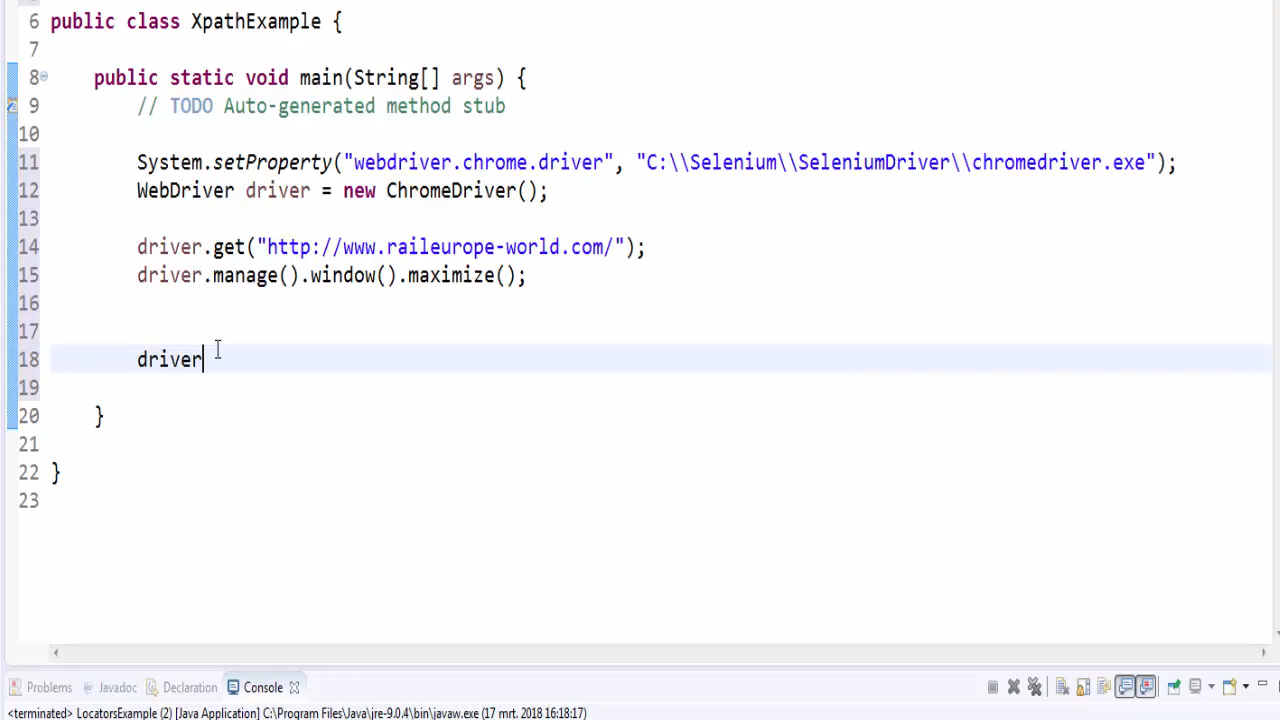 6 public class XpathExample {
7
8 public static void main(String[] args) {
9 // TODO Auto-generated method stub
10
11 System.setProperty("webdriver.chrome.driver", "C:\\Selenium\\SeleniumDriver\\chromedriver.exe");
12 WebDriver driver = new ChromeDriver();
13
14 driver.get("http://www.raileurope-world.com/");
15 driver.manage().window().maximize();
16
17
18 driver
19
20 }
21
22 }
23
Problems @ Javadoc Declaration Console
<terminated> LocatorsExample (2) [Java Application] C:\Program Files\Java\jre-9.0.4\bin\javaw.exe (17 mrt. 2018 16:18:17)